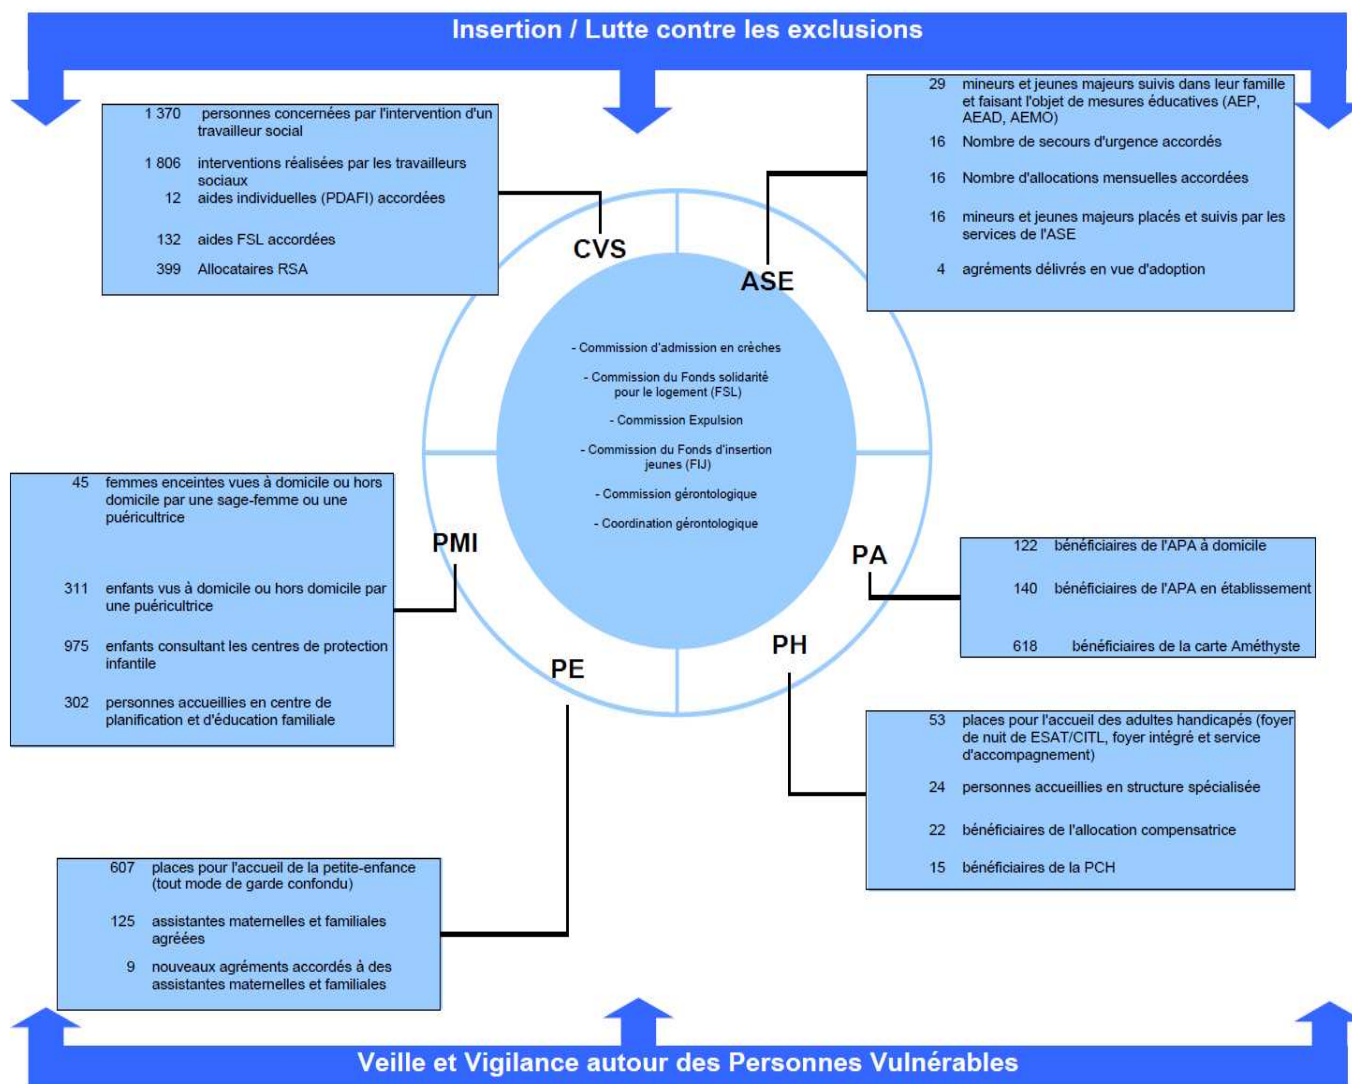 Insertion / Lutte contre les exclusions
1 370 personnes concernées par l'intervention d'un
travailleur social
1 806 interventions réalisées par les travailleurs
sociaux
12 aides individuelles (PDAFI) accordées
132 aides FSL accordées
399 Allocataires RSA
29 mineurs et jeunes majeurs suivis dans leur famille
et faisant l'objet de mesures éducatives (AEP,
AEAD, AEMO)
16 Nombre de secours d'urgence accordés
16 Nombre d'allocations mensuelles accordées
16 mineurs et jeunes majeurs placés et suivis par les
services de l'ASE
4 agréments délivrés en vue d'adoption
CVS
ASE
- Commission d'admission en crèches
- Commission du Fonds solidarité
pour le logement (FSL)
- Commission Expulsion
- Commission du Fonds d'insertion
jeunes (FIJ)
- Commission gérontologique
- Coordination gérontologique
45 femmes enceintes vues à domicile ou hors
domicile par une sage-femme ou une
puéricultrice
311 enfants vus à domicile ou hors domicile par
une puéricultrice
975 enfants consultant les centres de protection
infantile
302 personnes accueillies en centre de
planification et d'éducation familiale
PMI
PA
122 bénéficiaires de l'APA à domicile
140 bénéficiaires de l'APA en établissement
618 bénéficiaires de la carte Améthyste
PE
PH
53 places pour l'accueil des adultes handicapés (foyer
de nuit de ESAT/CITL, foyer intégré et service
d'accompagnement)
24 personnes accueillies en structure spécialisée
22 bénéficiaires de l'allocation compensatrice
15 bénéficiaires de la PCH
607 places pour l'accueil de la petite-enfance
(tout mode de garde confondu)
125 assistantes maternelles et familiales
agréées
9 nouveaux agréments accordés à des
assistantes maternelles et familiales
Veille et Vigilance autour des Personnes Vulnérables